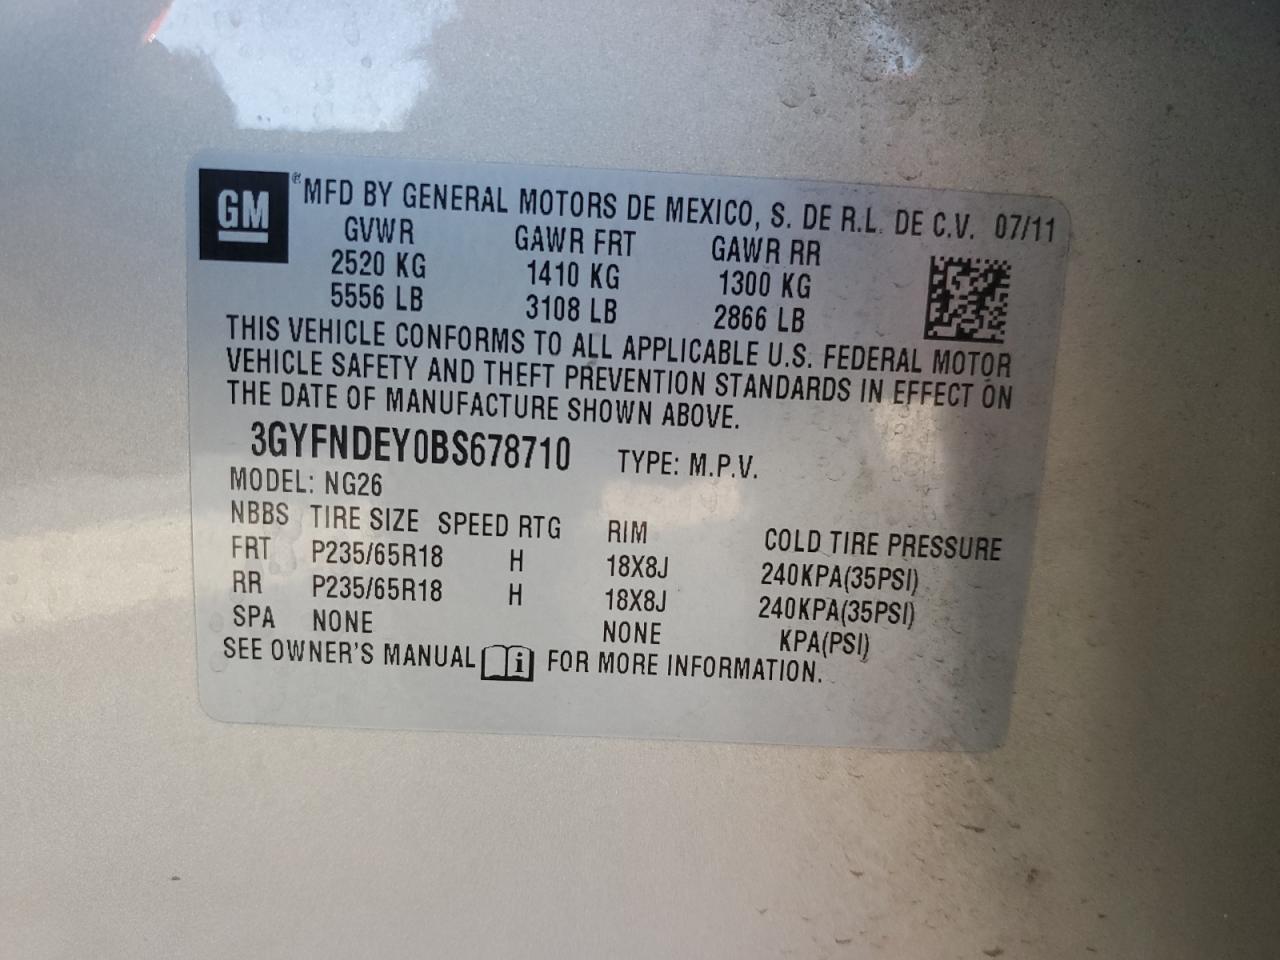 GM ® MFD BY GENERAL MOTORS DE MEXICO, S. DE R.L. DE C.V. 07/11
GVWR GAWR FRT GAWR RR
2520 KG 1410 KG 1300 KG
5556 LB 3108 LB 2866 LB
THIS VEHICLE CONFORMS TO ALL APPLICABLE U.S. FEDERAL MOTOR
VEHICLE SAFETY AND THEFT PREVENTION STANDARDS IN EFFECT ON
THE DATE OF MANUFACTURE SHOWN ABOVE.
3GYFNDEY0BS678710 TYPE: M.P.V.
MODEL: NG26
NBBS TIRE SIZE SPEED RTG RIM COLD TIRE PRESSURE
FRT P235/65R18 H 18X8J 240KPA(35PSI)
RR P235/65R18 H 18X8J 240KPA(35PSI)
SPA NONE NONE KPA(PSI)
SEE OWNER'S MANUAL i FOR MORE INFORMATION.